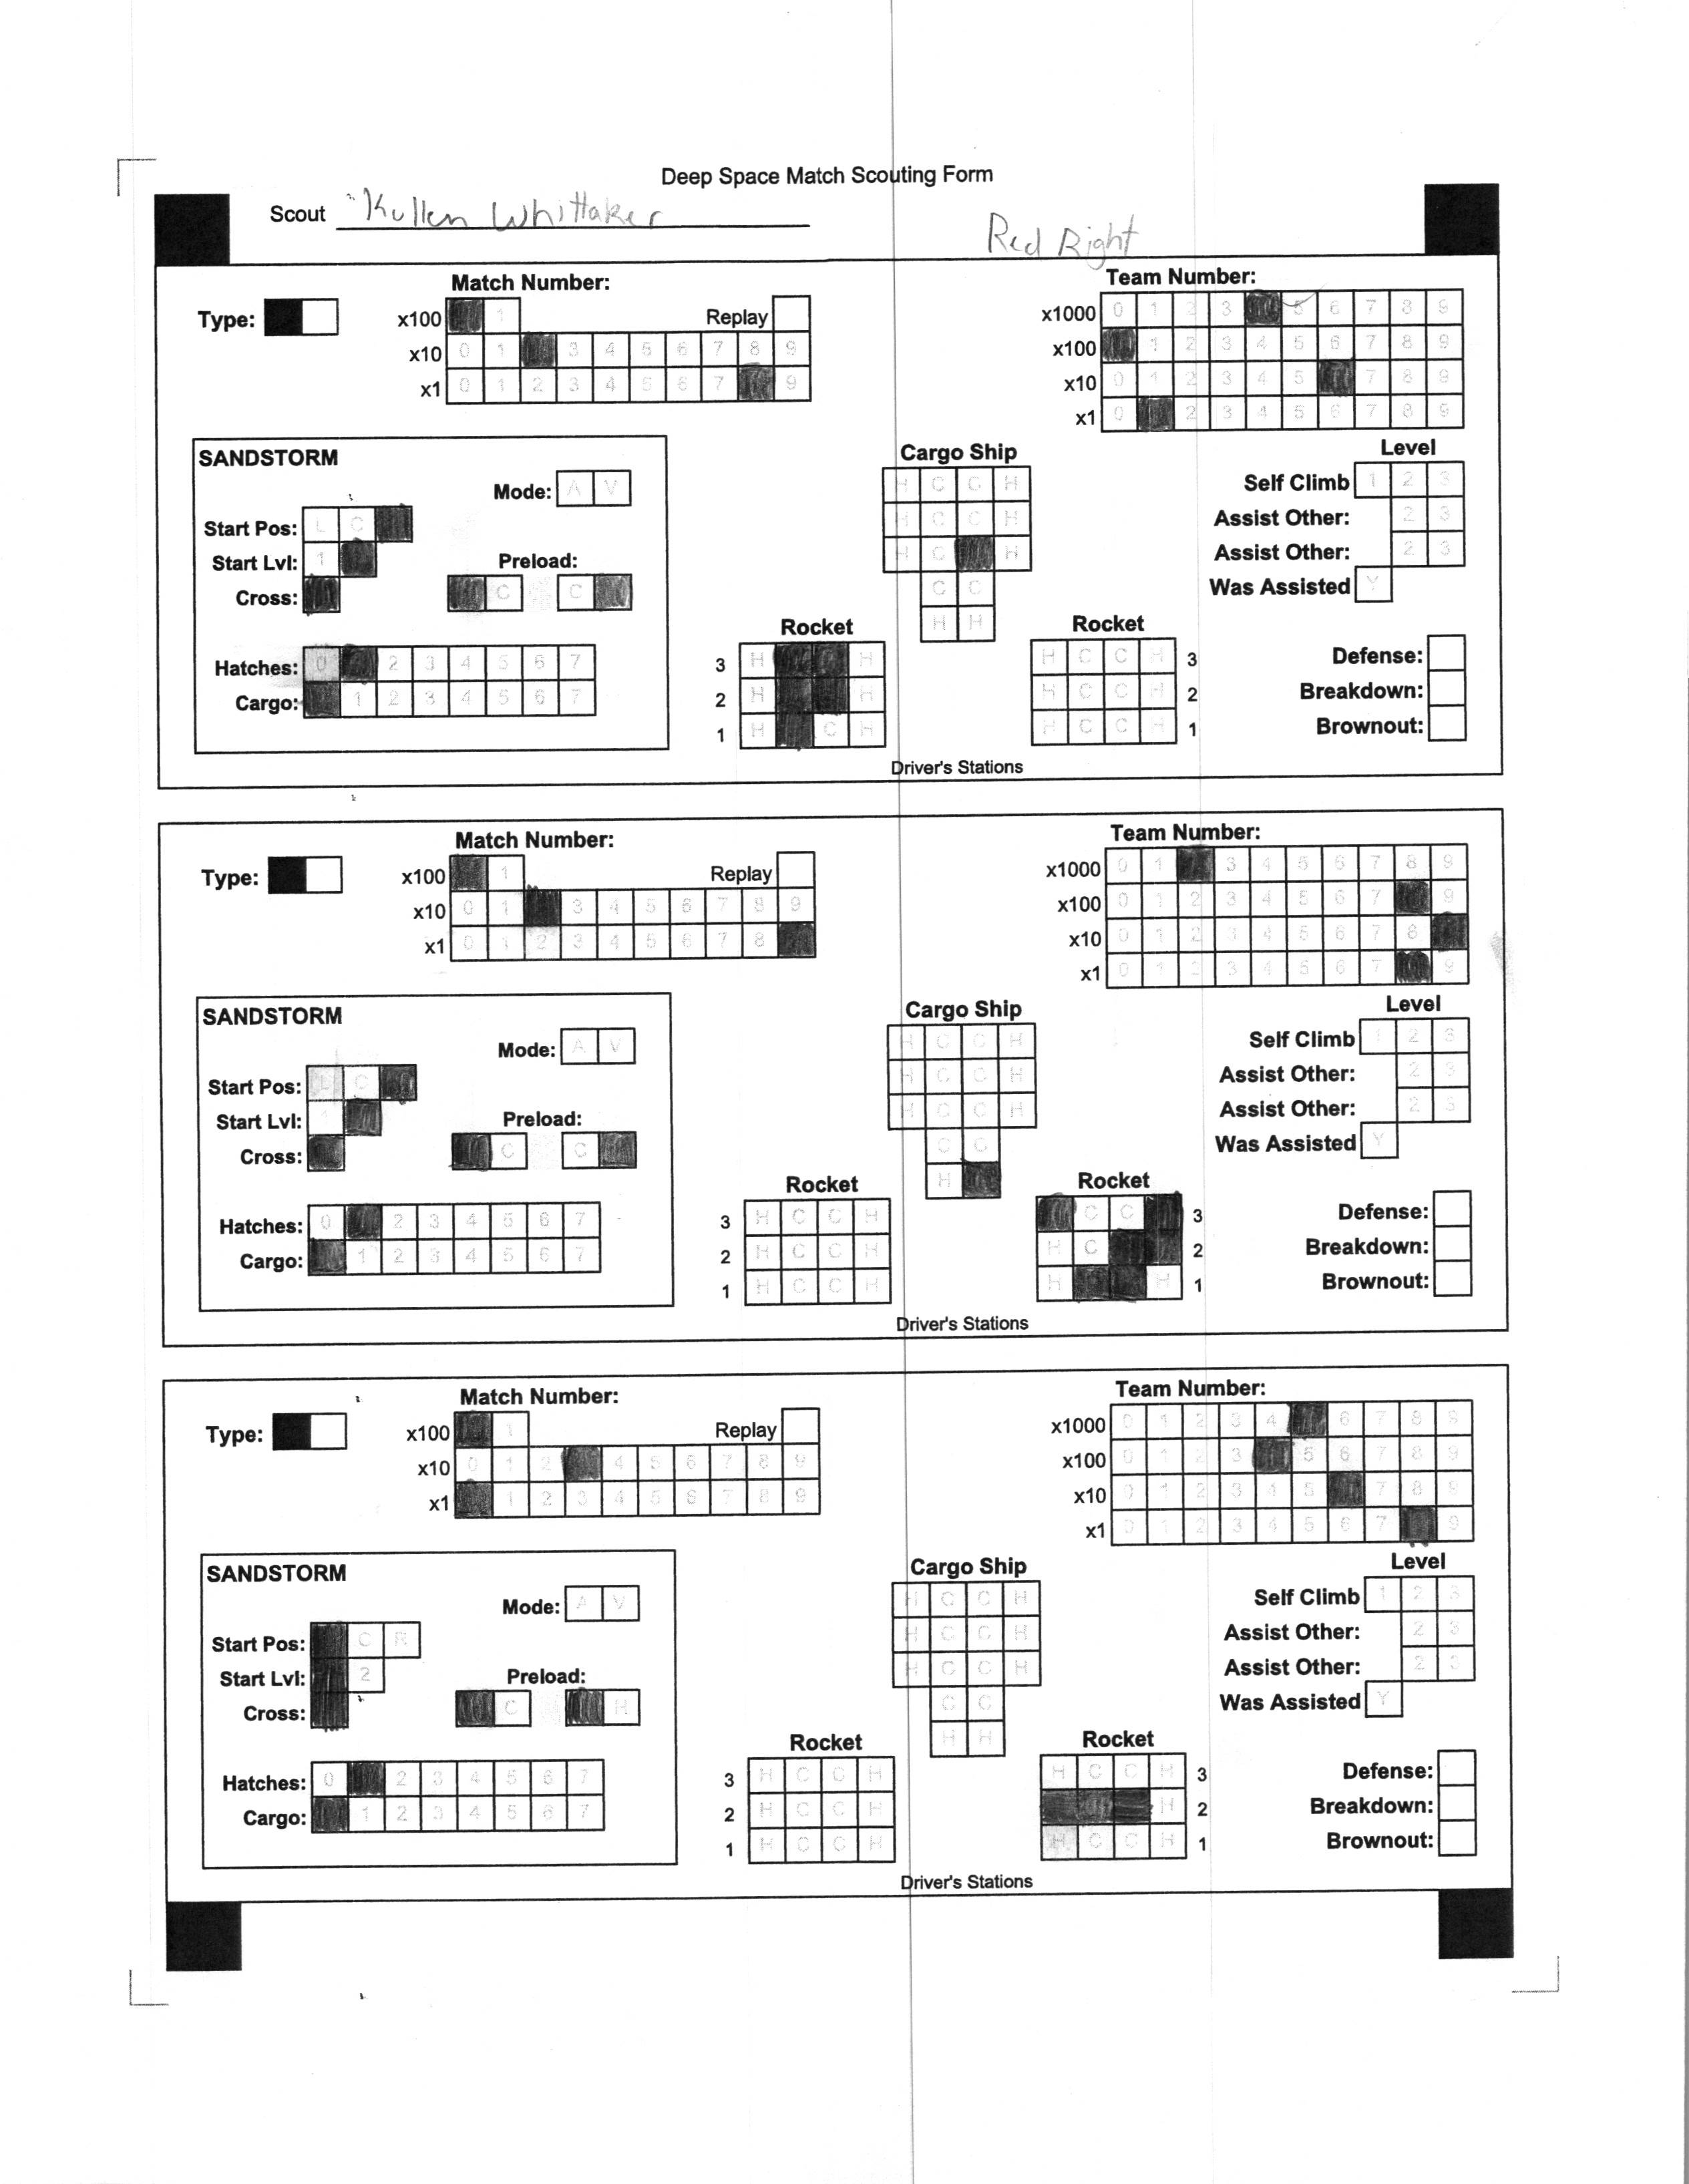 Deep Space Match Scouting Form
Scout Kullen Whittaker
Red Right
Match Number:
Team Number:
Type:
x100 1 Replay
x10 0 1 3 4 5 6 7 8 9
x1 0 1 2 3 4 5 6 7 9
x1000 0 1 2 3 5 6 7 8 9
x100 1 2 3 4 5 6 7 8 9
x10 0 1 2 3 4 5 7 8 9
x1 0 2 3 4 5 6 7 8 9
SANDSTORM
Mode: A V
Start Pos: L C
Start Lvl: 1
Preload:
Cross: C C
Hatches: 0 2 3 4 5 6 7
Cargo: 1 2 3 4 5 6 7
Cargo Ship
H C C H
H C C H
H C H
C C
H H
Rocket
3 H H
2 H H
1 H C H
Rocket
H C C H 3
H C C H 2
H C C H 1
Driver's Stations
Level
Self Climb 1 2 3
Assist Other: 2 3
Assist Other: 2 3
Was Assisted Y
Defense:
Breakdown:
Brownout:
Match Number:
Team Number:
Type:
x100 1 Replay
x10 0 1 3 4 5 6 7 8 9
x1 0 1 2 3 4 5 6 7 8
x1000 0 1 3 4 5 6 7 8 9
x100 0 1 2 3 4 5 6 7 9
x10 0 1 2 3 4 5 6 7 8
x1 0 1 2 3 4 5 6 7 9
SANDSTORM
Mode: A V
Start Pos: L C
Start Lvl:
Preload:
Cross: C C
Hatches: 0 2 3 4 5 6 7
Cargo: 1 2 3 4 5 6 7
Cargo Ship
H C C H
H C C H
H C C H
C C
H
Rocket
3 H C C H
2 H C C H
1 H C C H
Rocket
C C 3
H C 2
H H 1
Driver's Stations
Level
Self Climb 1 2 3
Assist Other: 2 3
Assist Other: 2 3
Was Assisted Y
Defense:
Breakdown:
Brownout:
Match Number:
Team Number:
Type:
x100 1 Replay
x10 0 1 2 4 5 6 7 8 9
x1 1 2 3 4 5 6 7 8 9
x1000 0 1 2 3 4 6 7 8 9
x100 0 1 2 3 5 6 7 8 9
x10 0 1 2 3 4 5 7 8 9
x1 0 1 2 3 4 5 6 7 9
SANDSTORM
Mode: A V
Start Pos: C R
Start Lvl: 2
Preload:
Cross: C H
Hatches: 0 2 3 4 5 6 7
Cargo: 1 2 3 4 5 6 7
Cargo Ship
H C C H
H C C H
H C C H
C C
H H
Rocket
3 H C C H
2 H C C H
1 H C C H
Rocket
H C C H 3
H 2
H C C H 1
Driver's Stations
Level
Self Climb 1 2 3
Assist Other: 2 3
Assist Other: 2 3
Was Assisted Y
Defense:
Breakdown:
Brownout: